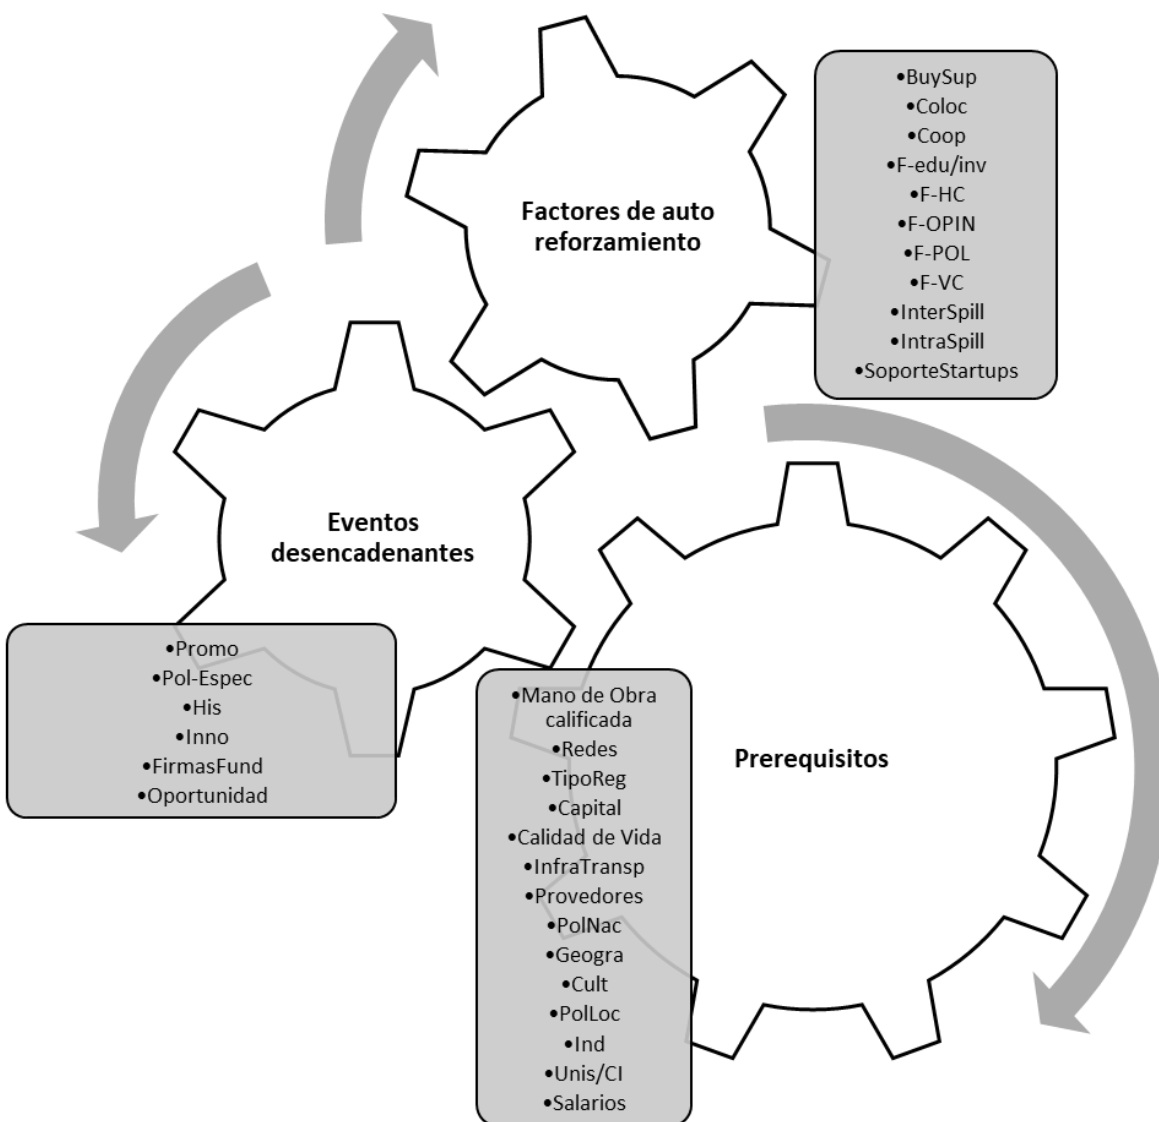 Factores de auto
reforzamiento
•BuySup
•Coloc
•Coop
•F-edu/inv
•F-HC
•F-OPIN
•F-POL
•F-VC
•InterSpill
•IntraSpill
•SoporteStartups
Eventos
desencadenantes
•Promo
•Pol-Espec
•His
•Inno
•FirmasFund
•Oportunidad
Prerequisitos
•Mano de Obra
calificada
•Redes
•TipoReg
•Capital
•Calidad de Vida
•InfraTransp
•Provedores
•PolNac
•Geogra
•Cult
•PolLoc
•Ind
•Unis/CI
•Salarios